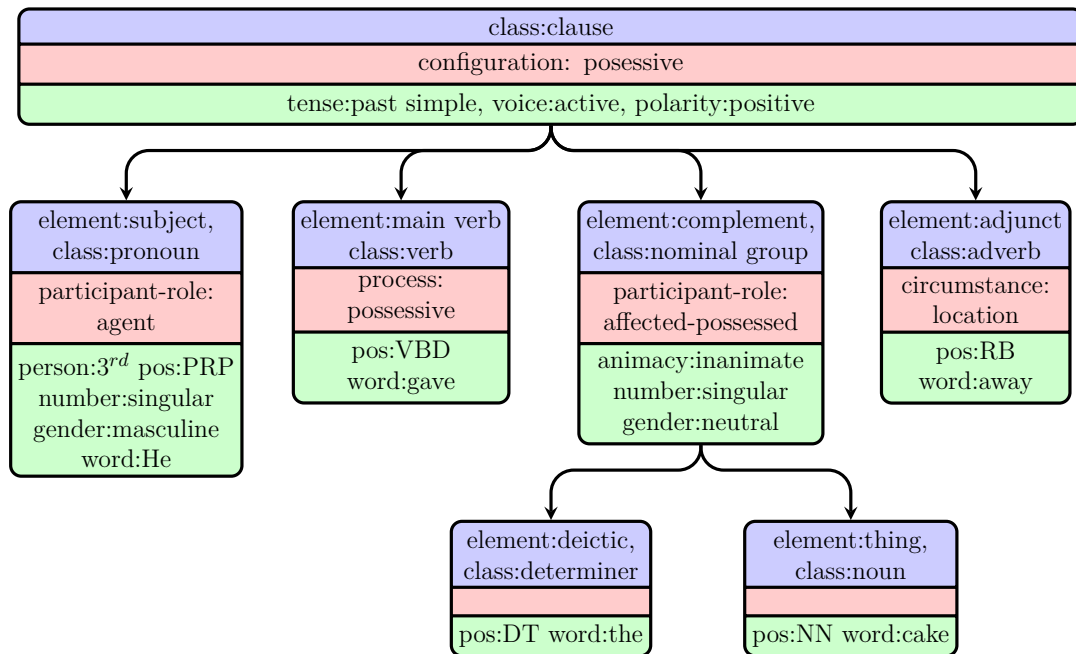 class:clause
configuration: posessive
tense:past simple, voice:active, polarity:positive
element:subject,
class:pronoun
participant-role:
agent
person:3rd pos:PRP
number:singular
gender:masculine
word:He
element:main verb
class:verb
process:
possessive
pos:VBD
word:gave
element:complement,
class:nominal group
participant-role:
affected-possessed
animacy:inanimate
number:singular
gender:neutral
element:adjunct
class:adverb
circumstance:
location
pos:RB
word:away
element:deictic,
class:determiner
pos:DT word:the
element:thing,
class:noun
pos:NN word:cake